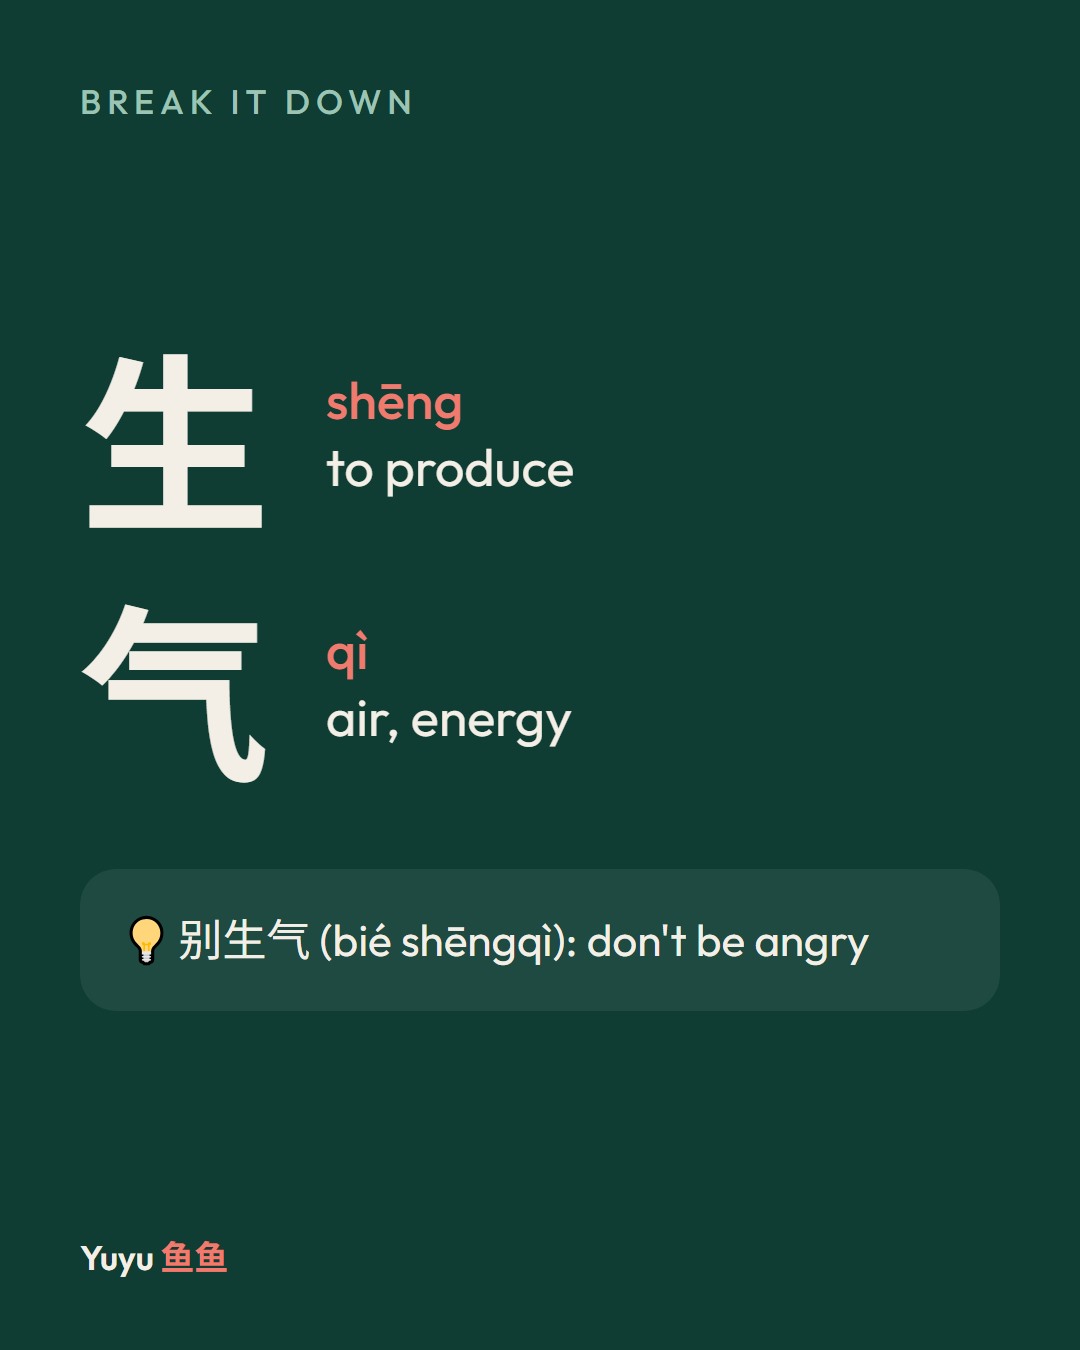 BREAK IT DOWN
生
shēng
to produce
气
qì
air, energy
💡 别生气 (bié shēngqì): don't be angry
Yuyu 鱼鱼